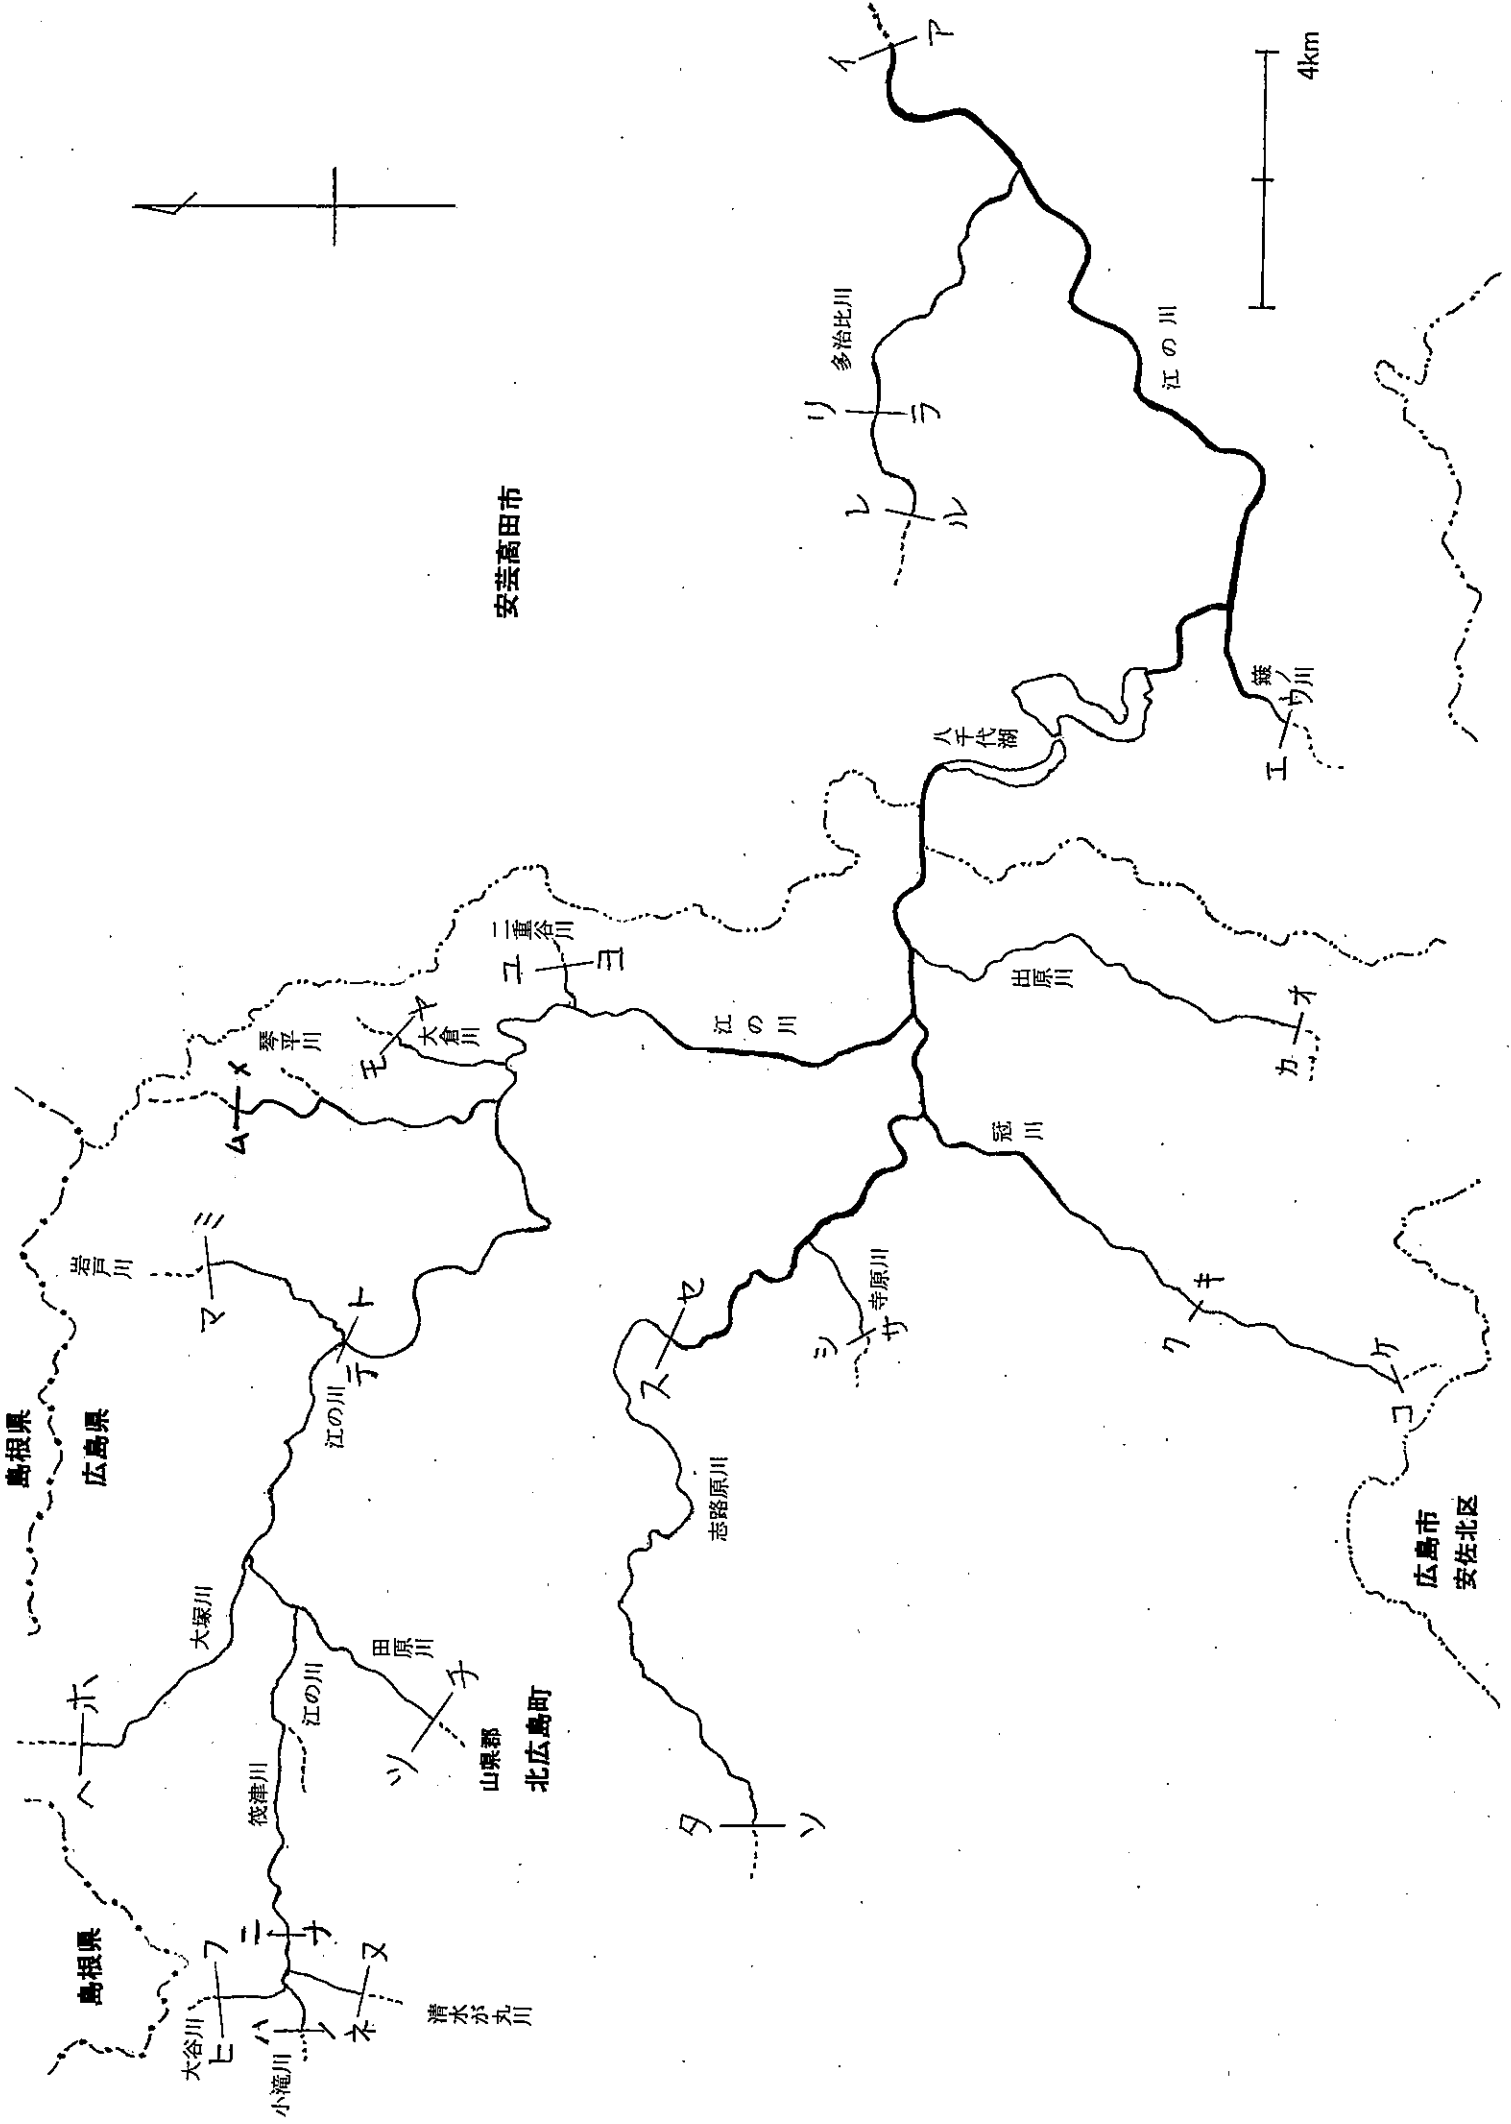 島根県
広島県
島根県
ヘ
ホ
大塚川
大谷川
ヒ
フ
小滝川
ハ
ノ
ニ
ナ
ネ
ヌ
清水が丸川
筏津川
江の川
田原川
ツ
チ
山県郡
北広島町
岩戸川
マ
ミ
テ
ト
江の川
琴平川
ム
メ
モ
ヤ
大倉川
ユ
ヨ
二重谷川
江の川
安芸高田市
タ
ソ
志路原川
ス
セ
シ
サ
寺原川
冠川
ク
キ
コ
ケ
出原川
カ
オ
八千代湖
エ
ウ
ノ川
レ
ル
リ
ラ
多治比川
江の川
イ
ア
4km
広島市
安佐北区